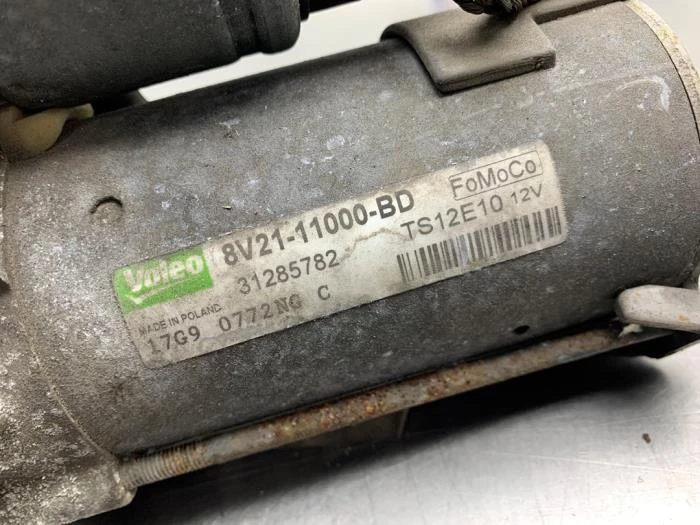 Valeo
8V21-11000-BD
FoMoCo
31285782
TS12E10 12V
MADE IN POLAND
17G9 0772NG C